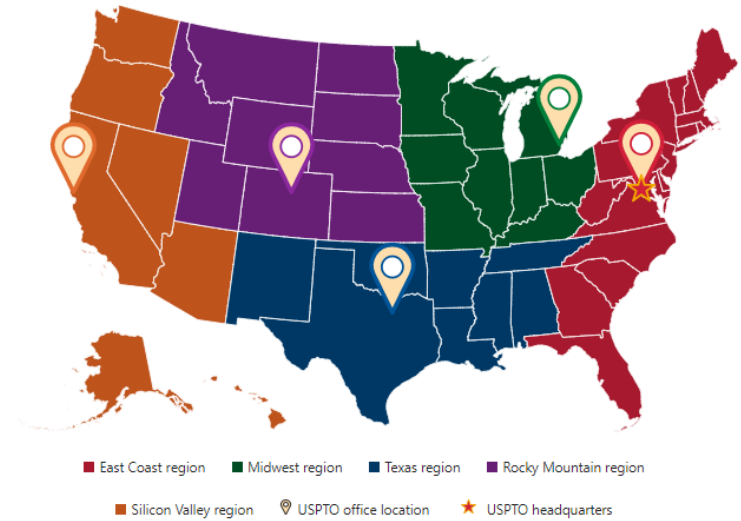 East Coast region Midwest region Texas region Rocky Mountain region
Silicon Valley region USPTO office location USPTO headquarters